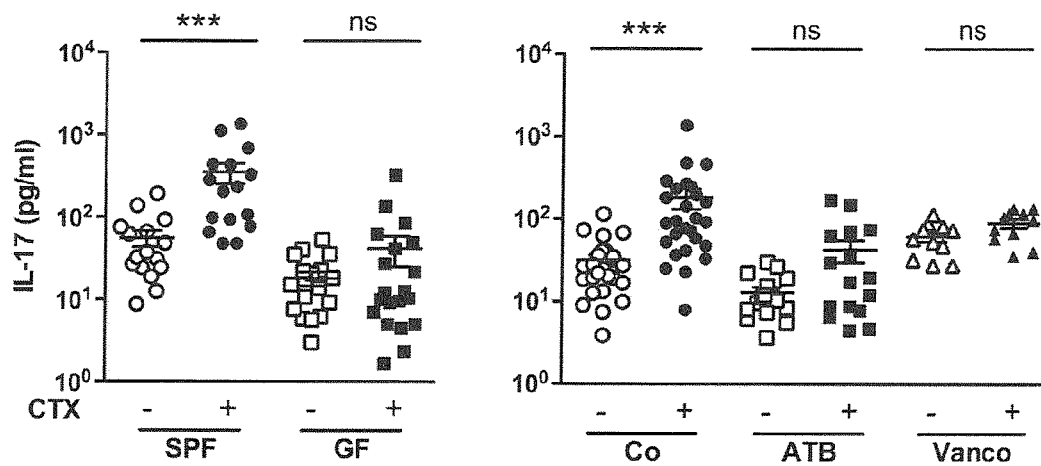 *** ns
10⁴
10³
10²
10¹
10⁰
IL-17 (pg/ml)
CTX - + - +
SPF GF
*** ns ns
10⁴
10³
10²
10¹
10⁰
- + - + - +
Co ATB Vanco